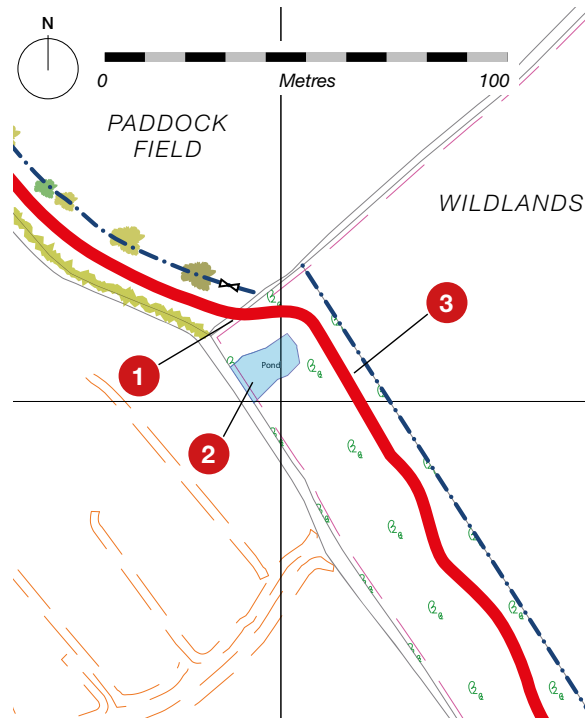 N
0 Metres 100
PADDOCK
FIELD
WILDLANDS
3
1
Pond
2